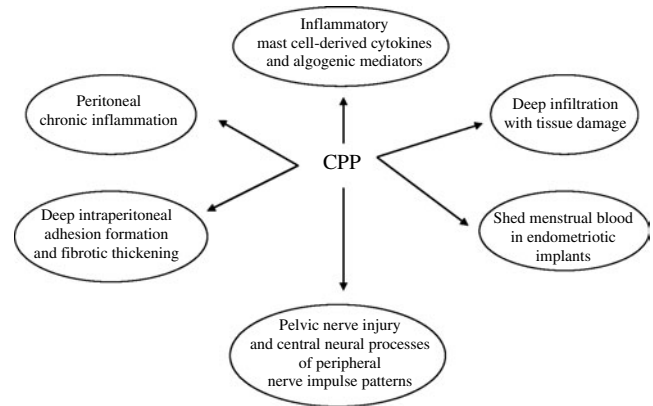 Inflammatory
mast cell-derived cytokines
and algogenic mediators
Peritoneal
chronic inflammation
Deep infiltration
with tissue damage
CPP
Deep intraperitoneal
adhesion formation
and fibrotic thickening
Shed menstrual blood
in endometriotic
implants
Pelvic nerve injury
and central neural processes
of peripheral
nerve impulse patterns